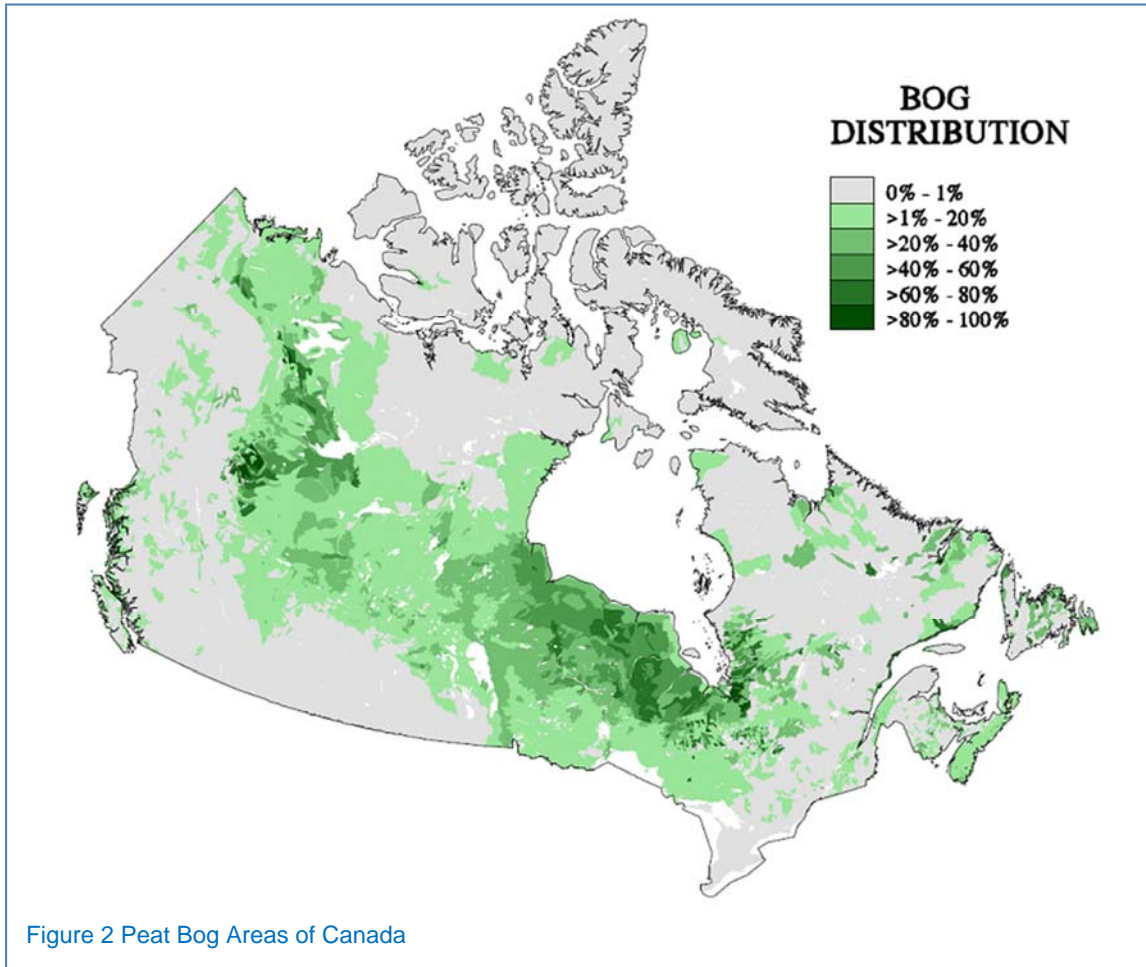 BOG
DISTRIBUTION
0% - 1%
>1% - 20%
>20% - 40%
>40% - 60%
>60% - 80%
>80% - 100%
Figure 2 Peat Bog Areas of Canada